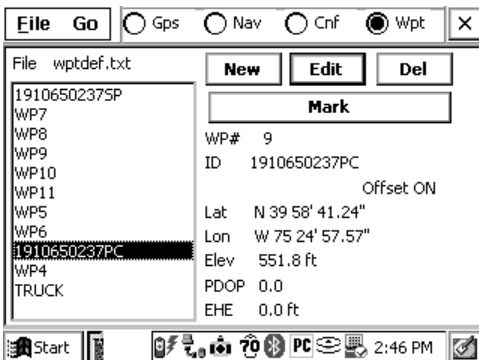 File Go Gps Nav Cnf Wpt
File wptdef.txt
New Edit Del
Mark
1910650237SP
WP7
WP8
WP9
WP10
WP11
WP5
WP6
1910650237PC
WP4
TRUCK
WP# 9
ID 1910650237PC
Offset ON
Lat N 39 58' 41.24"
Lon W 75 24' 57.57"
Elev 551.8 ft
PDOP 0.0
EHE 0.0 ft
Start 70 PC 2:46 PM